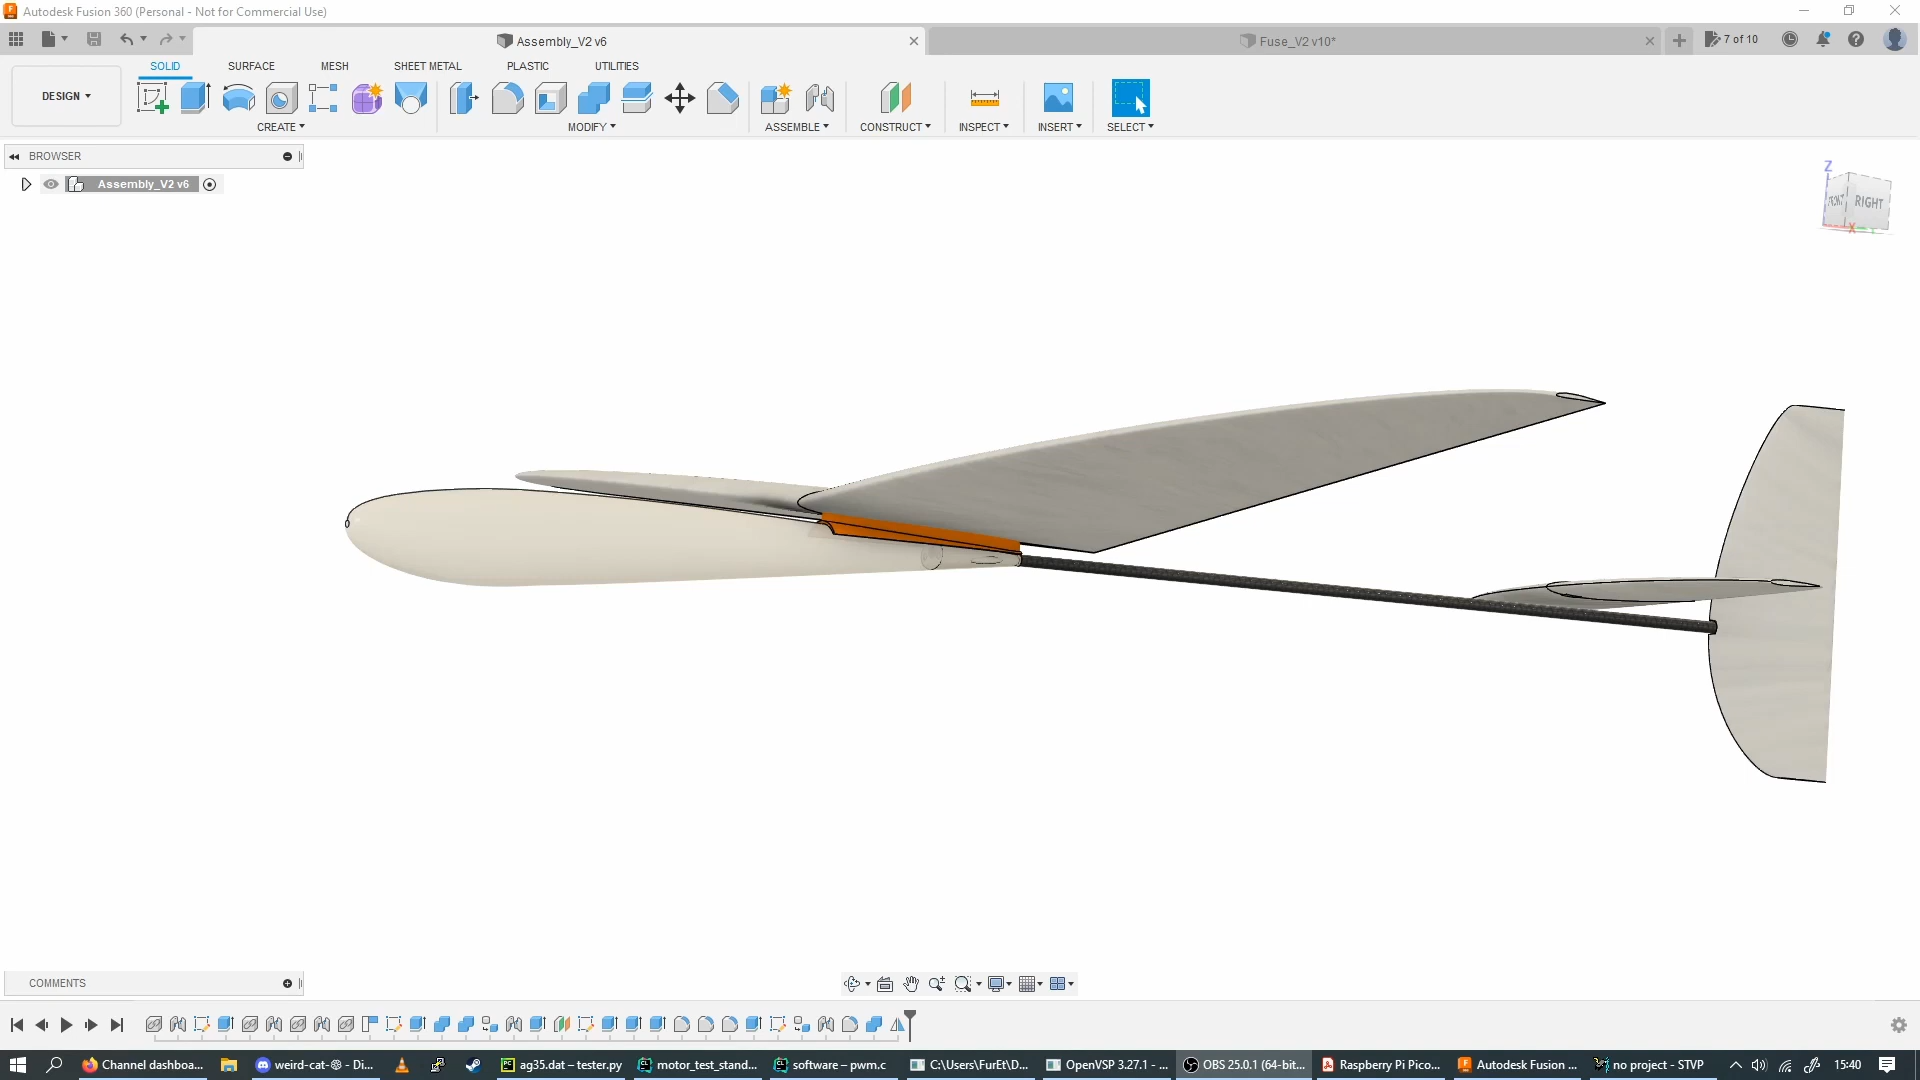 Autodesk Fusion 360 (Personal - Not for Commercial Use)
Assembly_V2 v6
Fuse_V2 v10*
7 of 10
DESIGN
SOLID
SURFACE
MESH
SHEET METAL
PLASTIC
UTILITIES
CREATE
MODIFY
ASSEMBLE
CONSTRUCT
INSPECT
INSERT
SELECT
BROWSER
Assembly_V2 v6
Z
FRONT
RIGHT
X
COMMENTS
Channel dashboa...
weird-cat-֍ - Di...
ag35.dat – tester.py
motor_test_stand...
software – pwm.c
C:\Users\FurEt\D...
OpenVSP 3.27.1 - ...
OBS 25.0.1 (64-bit...
Raspberry Pi Pico...
Autodesk Fusion ...
no project - STVP
15:40